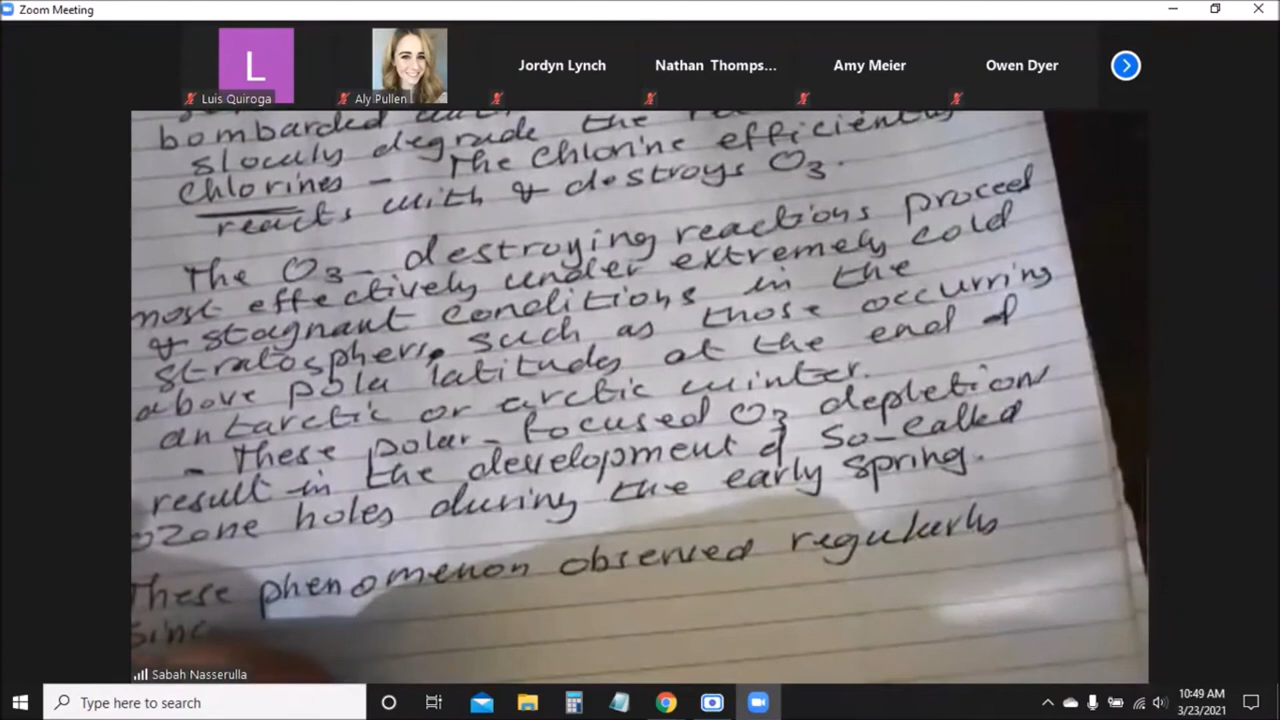 Zoom Meeting
L
Luis Quiroga
Aly Pullen
Jordyn Lynch
Nathan Thomps...
Amy Meier
Owen Dyer
bombarded
slowly degrade the
Chlorines - The Chlorine efficiently
reacts with & destroys O3.
The O3- destroying reactions proceed
most effectively under extremely cold
& stagnant conditions in the
stratosphere, such as those occurring
above pola latitudes at the end of
antarctic or arctic winter.
- These polar-focused O3 depletion
result in the development of so-called
ozone holes during the early spring.
These phenomenon observed regularly
Sinc
Sabah Nasserulla
Type here to search
10:49 AM
3/23/2021